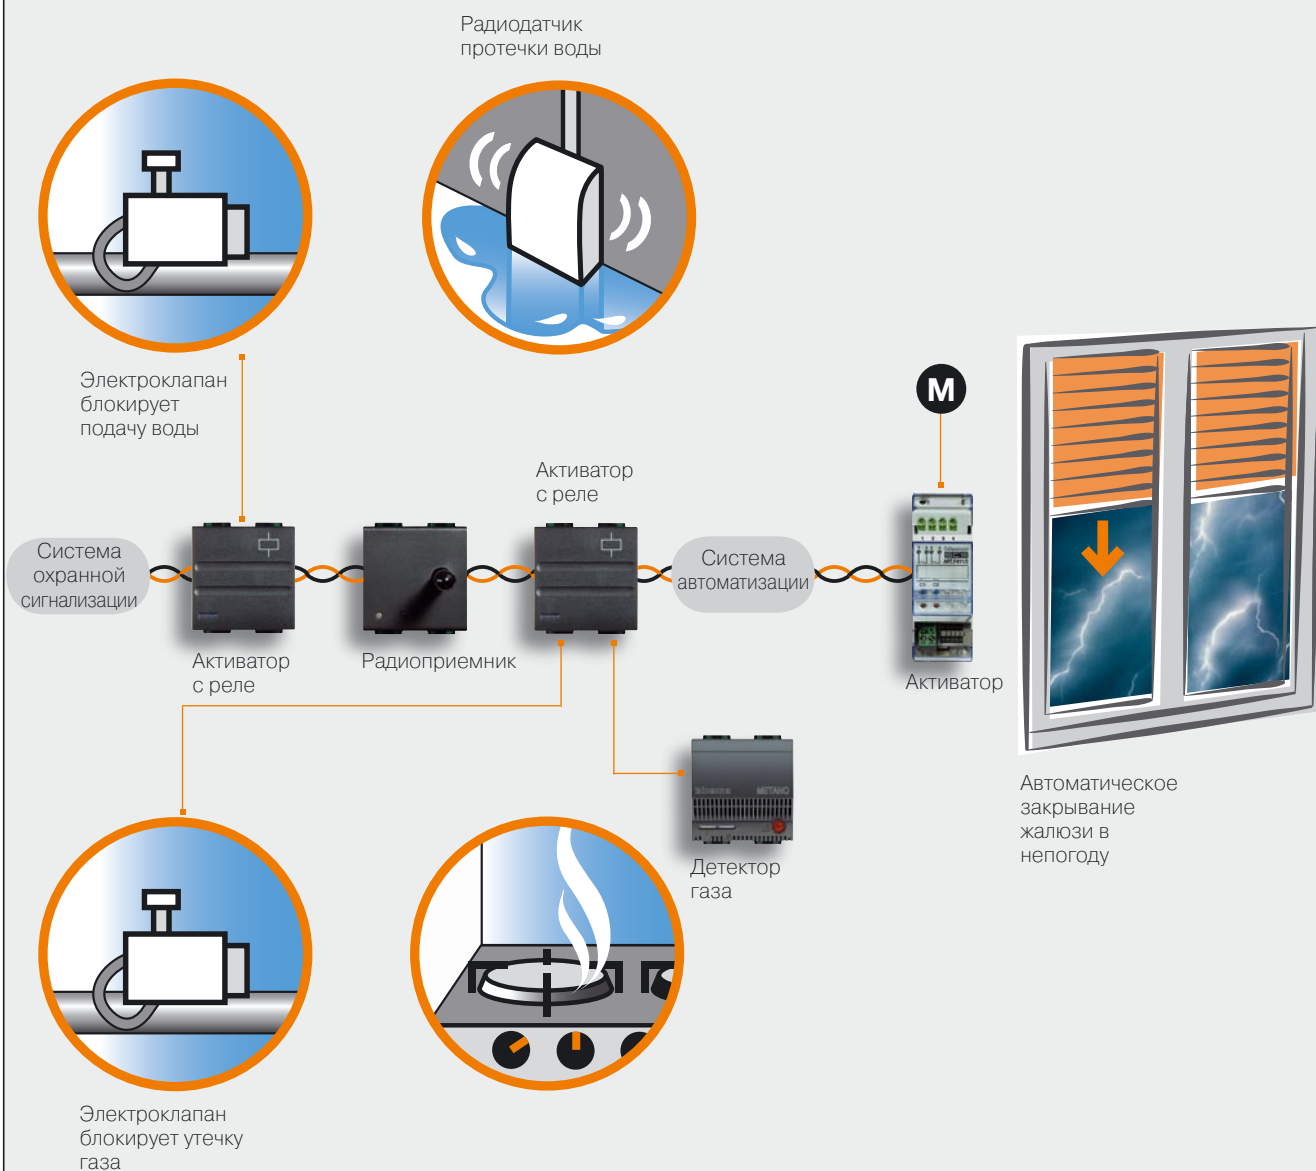 Радиодатчик
протечки воды
Электроклапан
блокирует
подачу воды
M
Активатор
с реле
Система
охранной
сигнализации
Система
автоматизации
Активатор
с реле
Радиоприемник
Активатор
METANO
Детектор
газа
Автоматическое
закрывание
жалюзи в
непогоду
Электроклапан
блокирует утечку
газа